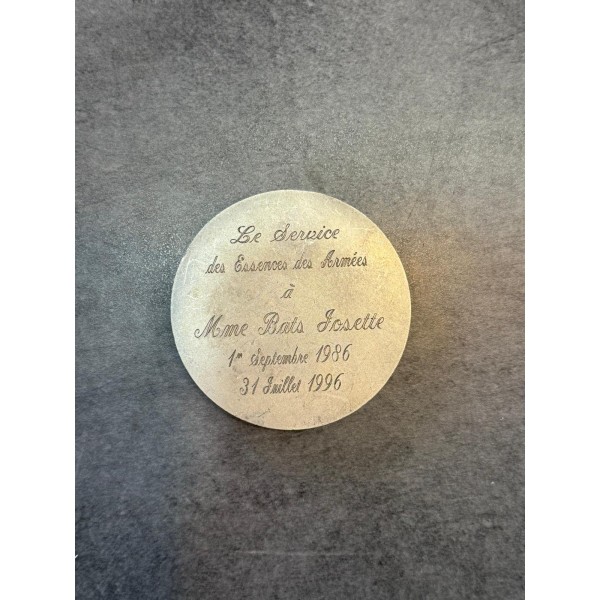 Le Service
des Essences des Armées
à
Mme Bats Josette
1er Septembre 1986
31 Juillet 1996